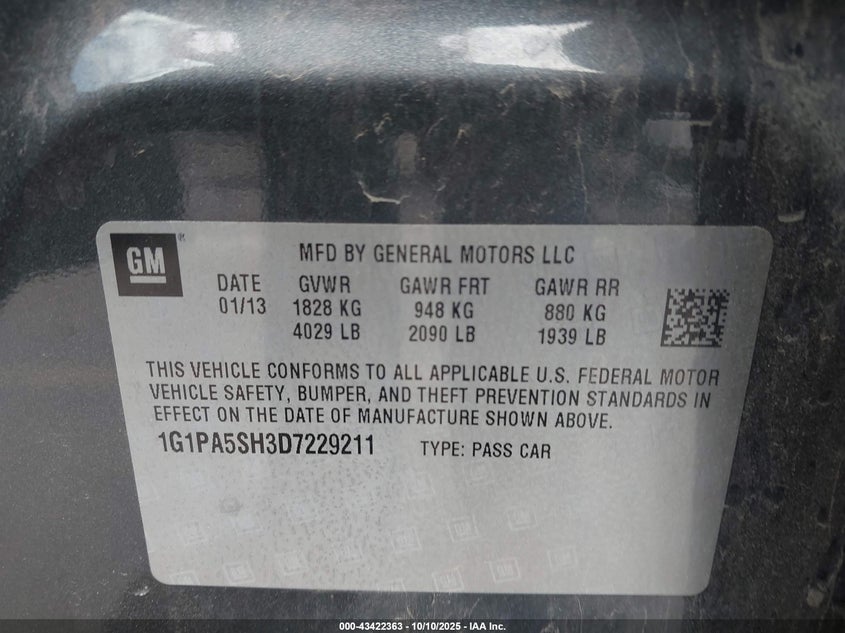 GM
MFD BY GENERAL MOTORS LLC
DATE GVWR GAWR FRT GAWR RR
01/13 1828 KG 948 KG 880 KG
4029 LB 2090 LB 1939 LB
THIS VEHICLE CONFORMS TO ALL APPLICABLE U.S. FEDERAL MOTOR
VEHICLE SAFETY, BUMPER, AND THEFT PREVENTION STANDARDS IN
EFFECT ON THE DATE OF MANUFACTURE SHOWN ABOVE.
1G1PA5SH3D7229211 TYPE: PASS CAR
000-43422363 - 10/10/2025 - IAA Inc.